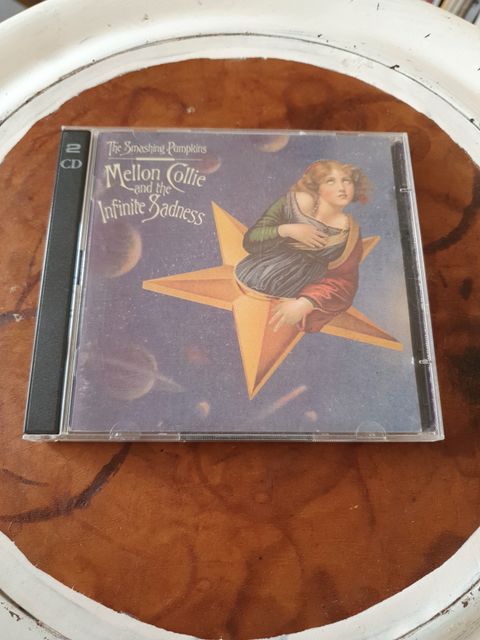 2
CD
The Smashing Pumpkins
Mellon Collie
and the
Infinite Sadness